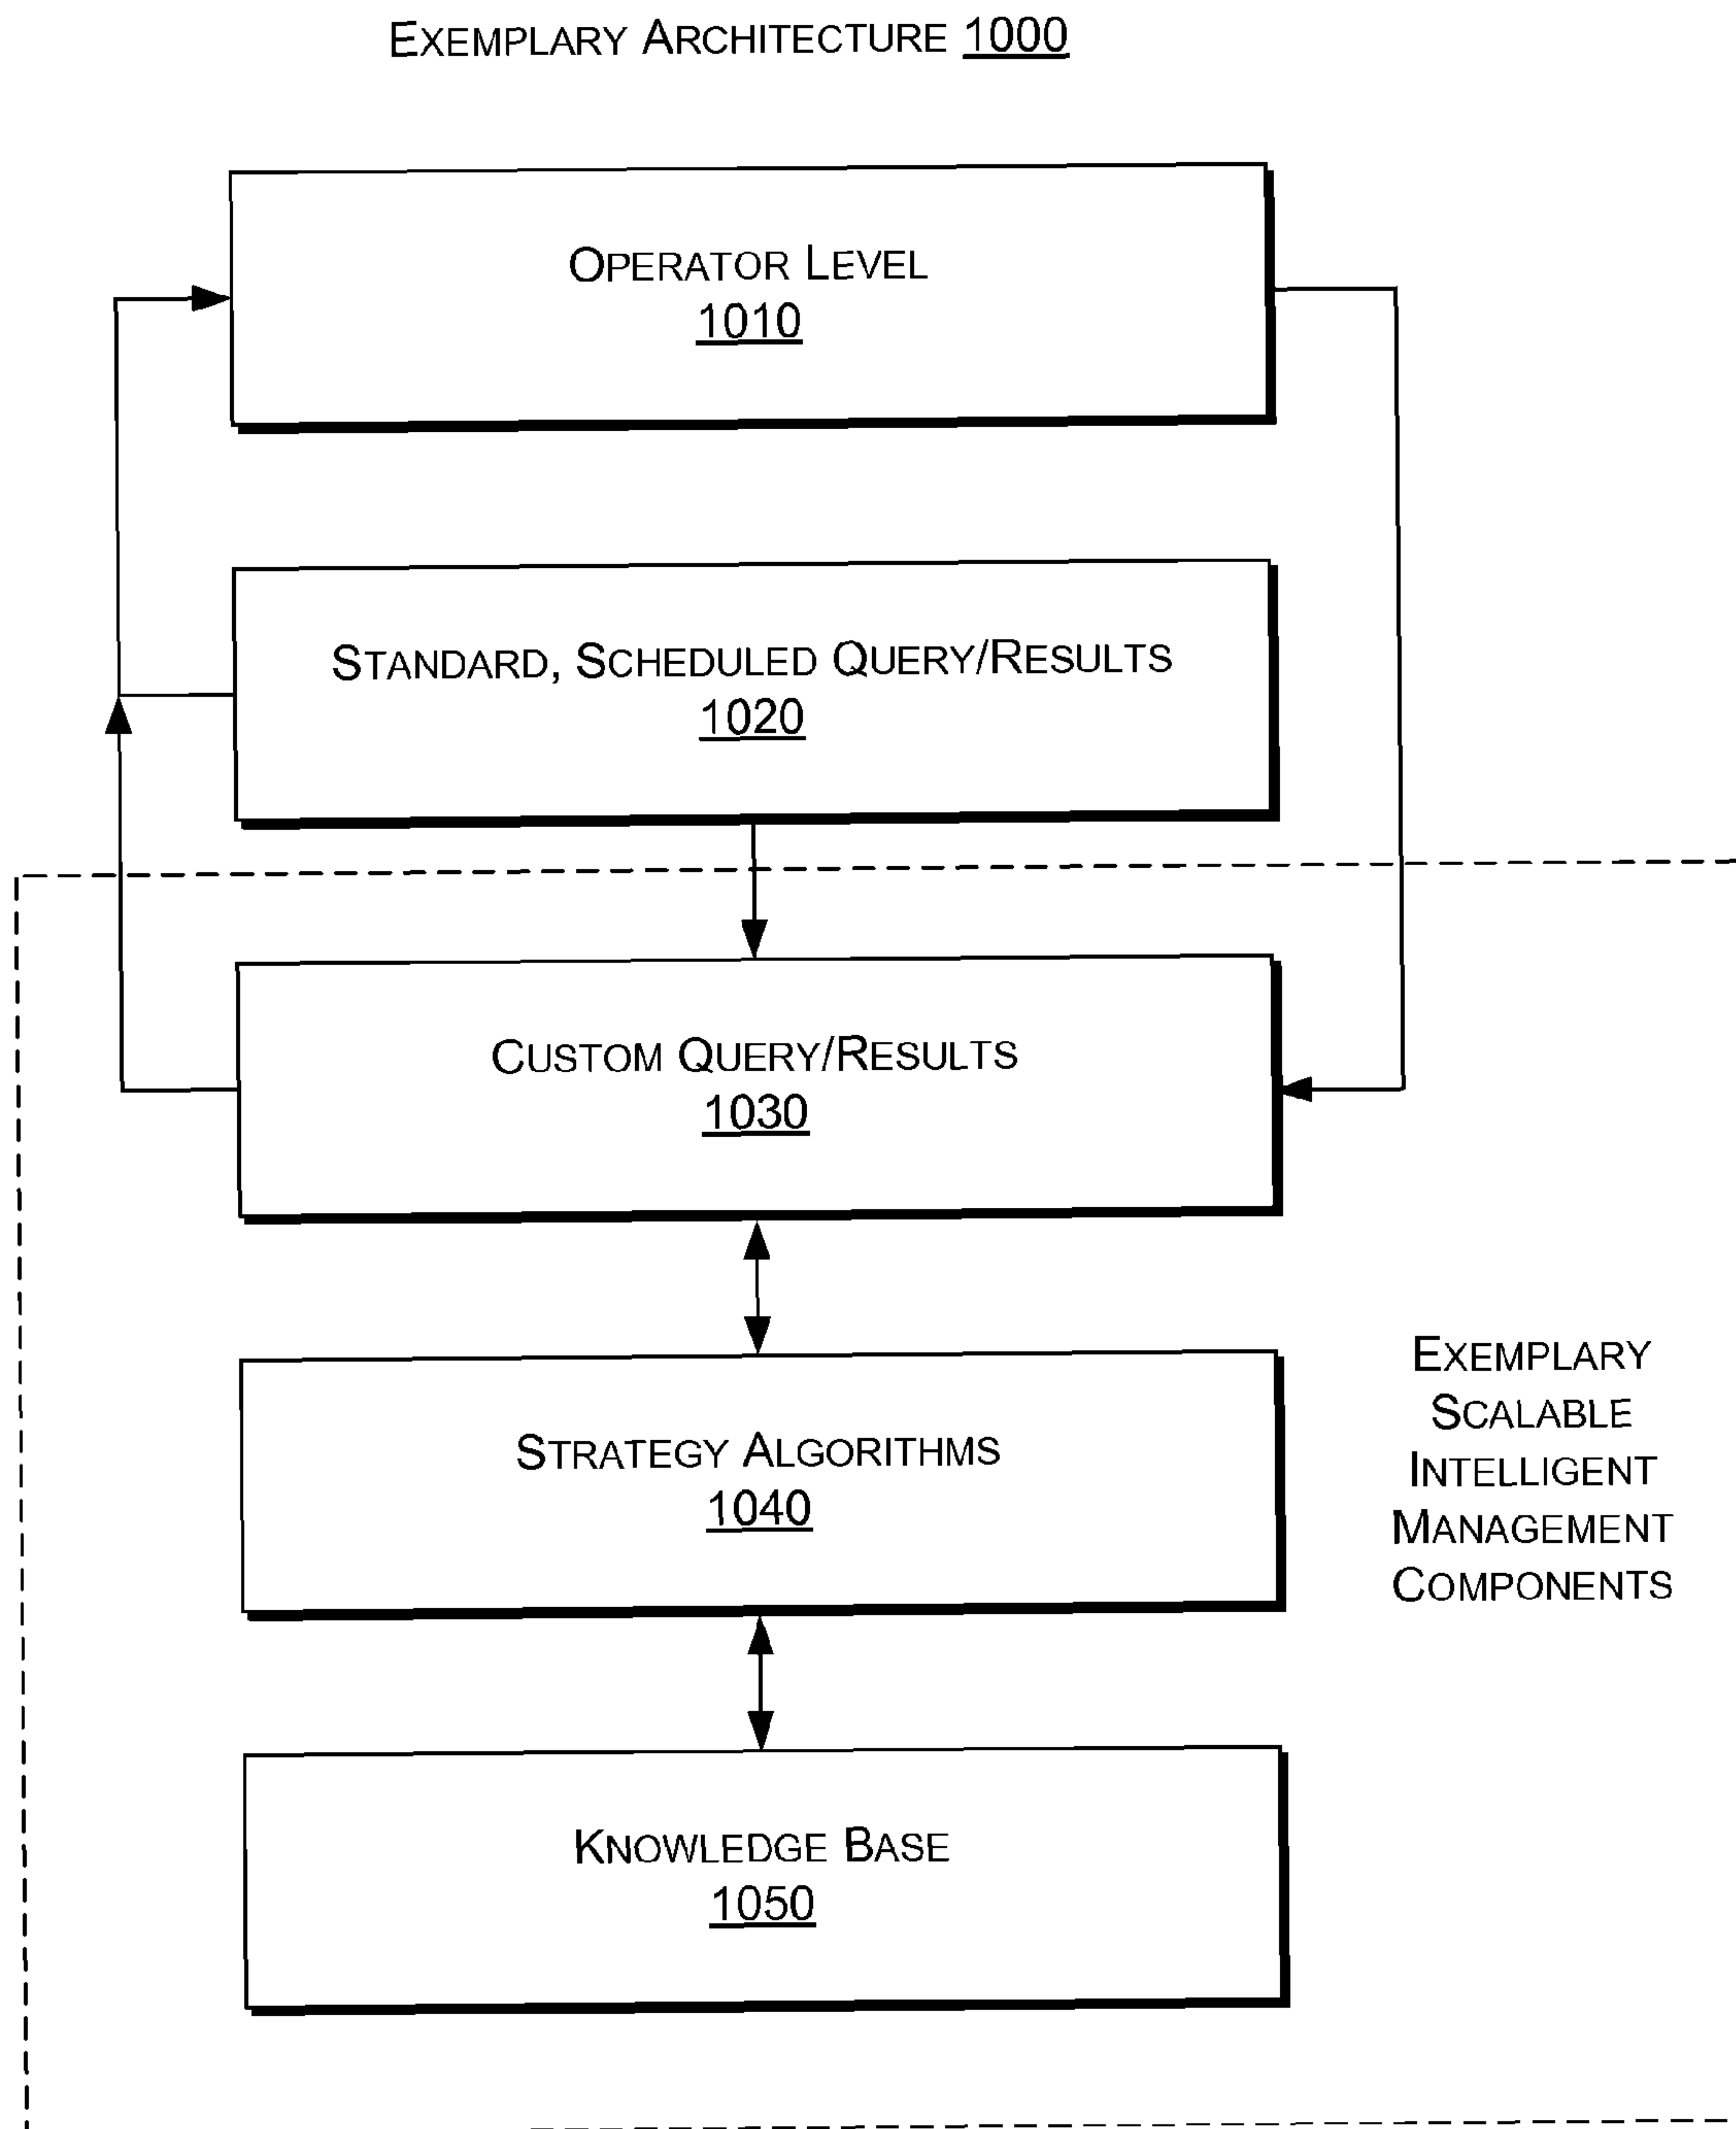 EXEMPLARY ARCHITECTURE 1000
OPERATOR LEVEL
1010
STANDARD, SCHEDULED QUERY/RESULTS
1020
CUSTOM QUERY/RESULTS
1030
STRATEGY ALGORITHMS
1040
EXEMPLARY
SCALABLE
INTELLIGENT
MANAGEMENT
COMPONENTS
KNOWLEDGE BASE
1050